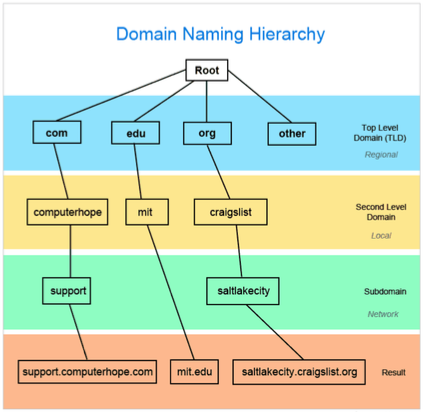 Domain Naming Hierarchy
Root
com
edu
org
other
Top Level
Domain (TLD)
Regional
computerhope
mit
craigslist
Second Level
Domain
Local
support
saltlakecity
Subdomain
Network
support.computerhope.com
mit.edu
saltlakecity.craigslist.org
Result